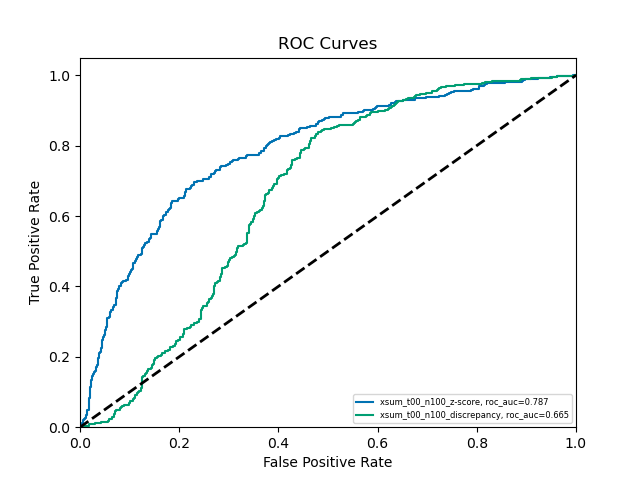 ROC Curves
True Positive Rate
1.0
0.8
0.6
0.4
0.2
0.0
0.0 0.2 0.4 0.6 0.8 1.0
False Positive Rate
xsum_t00_n100_z-score, roc_auc=0.787
xsum_t00_n100_discrepancy, roc_auc=0.665